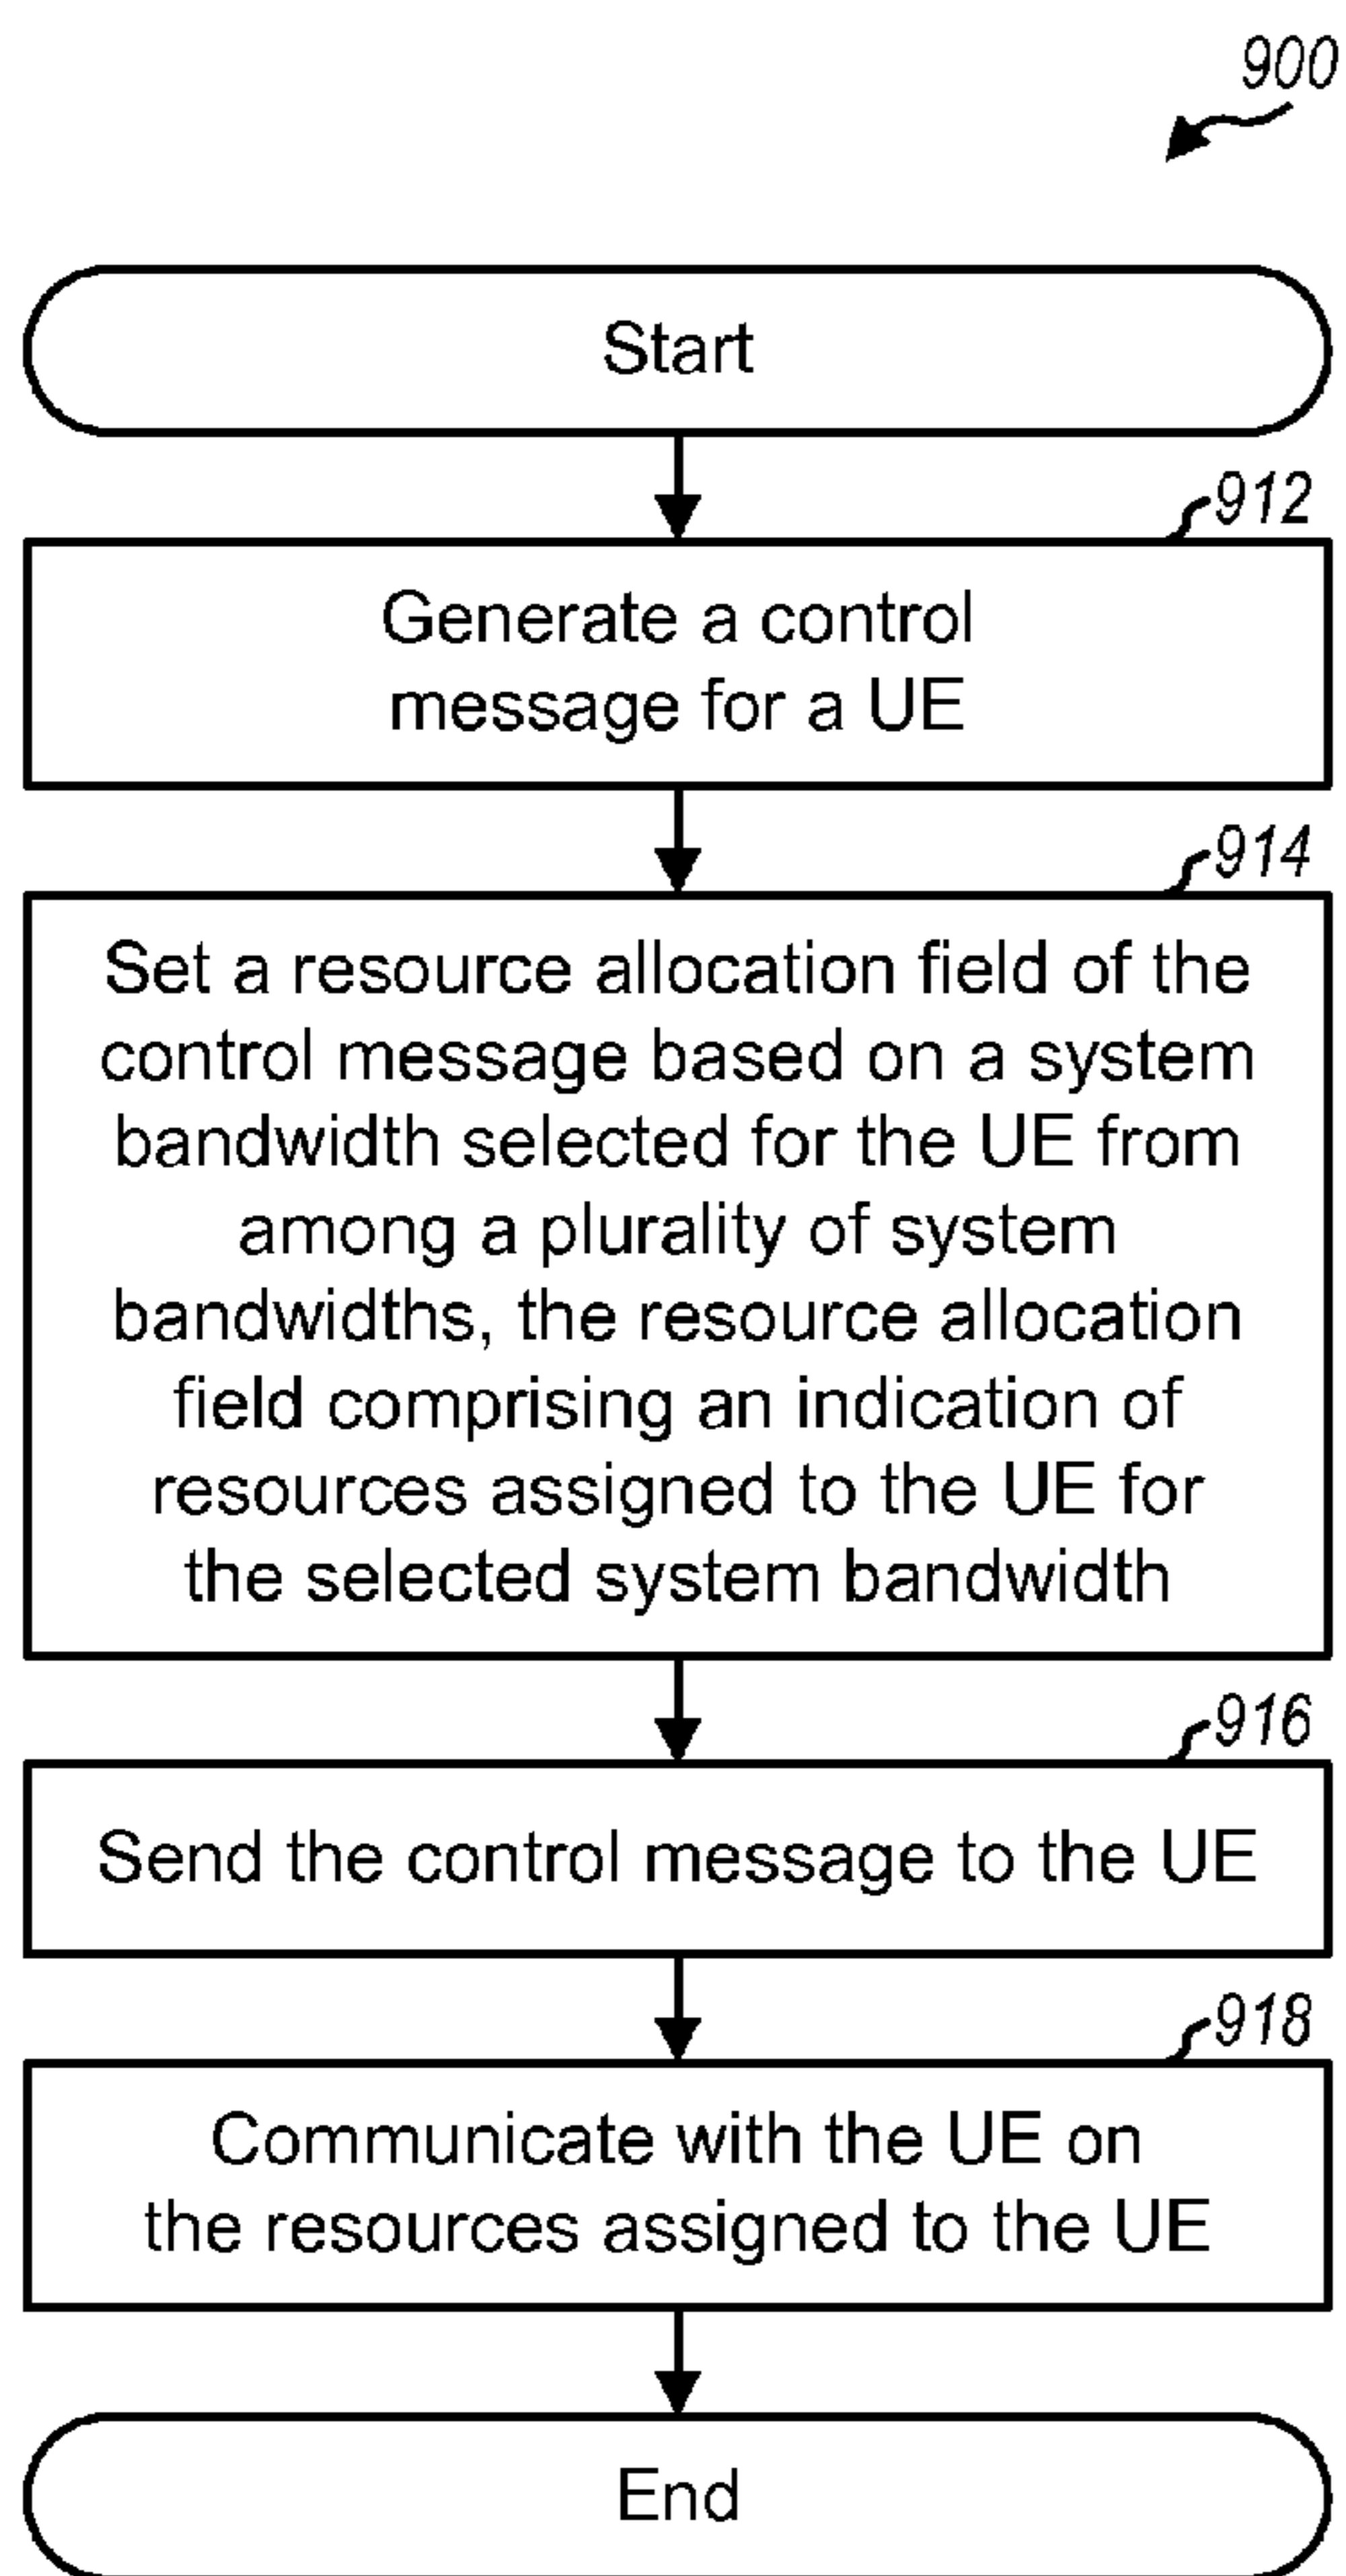 900
Start
912
Generate a control
message for a UE
914
Set a resource allocation field of the
control message based on a system
bandwidth selected for the UE from
among a plurality of system
bandwidths, the resource allocation
field comprising an indication of
resources assigned to the UE for
the selected system bandwidth
916
Send the control message to the UE
918
Communicate with the UE on
the resources assigned to the UE
End